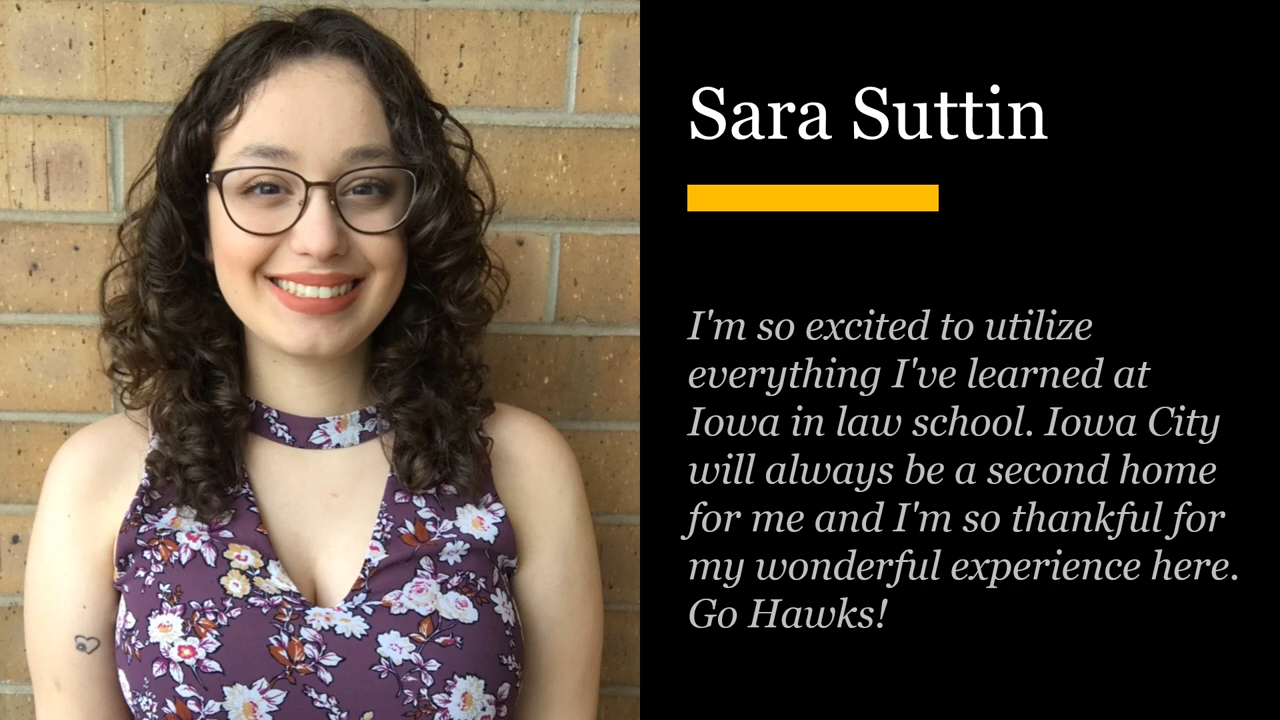 Sara Suttin
I'm so excited to utilize
everything I've learned at
Iowa in law school. Iowa City
will always be a second home
for me and I'm so thankful for
my wonderful experience here.
Go Hawks!